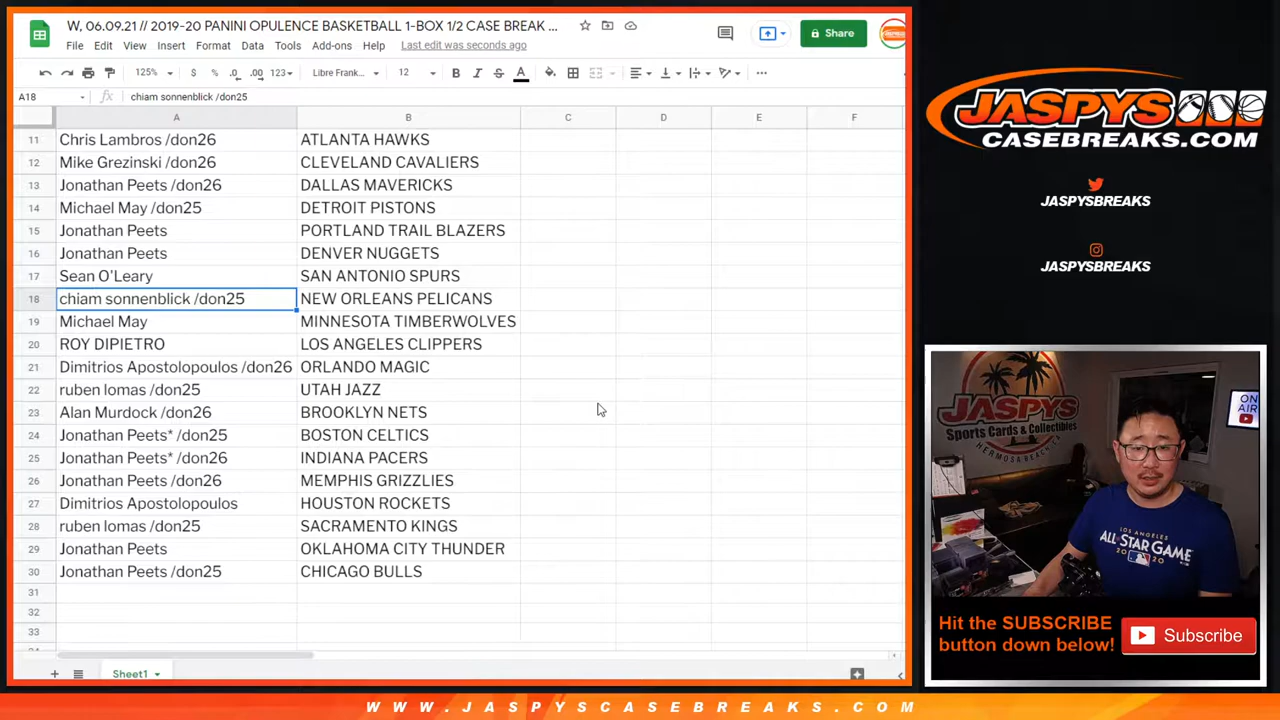 W, 06.09.21 // 2019-20 PANINI OPULENCE BASKETBALL 1-BOX 1/2 CASE BREAK ...
File Edit View Insert Format Data Tools Add-ons Help Last edit was seconds ago
Share
125% $ % .0 .00 123 Libre Frank... 12 B I S A
A18 fx chiam sonnenblick /don25
A B C D E F
11 Chris Lambros /don26 ATLANTA HAWKS
12 Mike Grezinski /don26 CLEVELAND CAVALIERS
13 Jonathan Peets /don26 DALLAS MAVERICKS
14 Michael May /don25 DETROIT PISTONS
15 Jonathan Peets PORTLAND TRAIL BLAZERS
16 Jonathan Peets DENVER NUGGETS
17 Sean O'Leary SAN ANTONIO SPURS
18 chiam sonnenblick /don25 NEW ORLEANS PELICANS
19 Michael May MINNESOTA TIMBERWOLVES
20 ROY DIPIETRO LOS ANGELES CLIPPERS
21 Dimitrios Apostolopoulos /don26 ORLANDO MAGIC
22 ruben lomas /don25 UTAH JAZZ
23 Alan Murdock /don26 BROOKLYN NETS
24 Jonathan Peets* /don25 BOSTON CELTICS
25 Jonathan Peets* /don26 INDIANA PACERS
26 Jonathan Peets /don26 MEMPHIS GRIZZLIES
27 Dimitrios Apostolopoulos HOUSTON ROCKETS
28 ruben lomas /don25 SACRAMENTO KINGS
29 Jonathan Peets OKLAHOMA CITY THUNDER
30 Jonathan Peets /don25 CHICAGO BULLS
31
32
33
Sheet1
JASPYS
CASEBREAKS.COM
JASPYSBREAKS
JASPYSBREAKS
JASPYS
Sports Cards & Collectibles
HERMOSA BEACH
ON
AIR
LOS ANGELES
ALL STAR GAME
2020
Hit the SUBSCRIBE
button down below!
Subscribe
WWW.JASPYSCASEBREAKS.COM